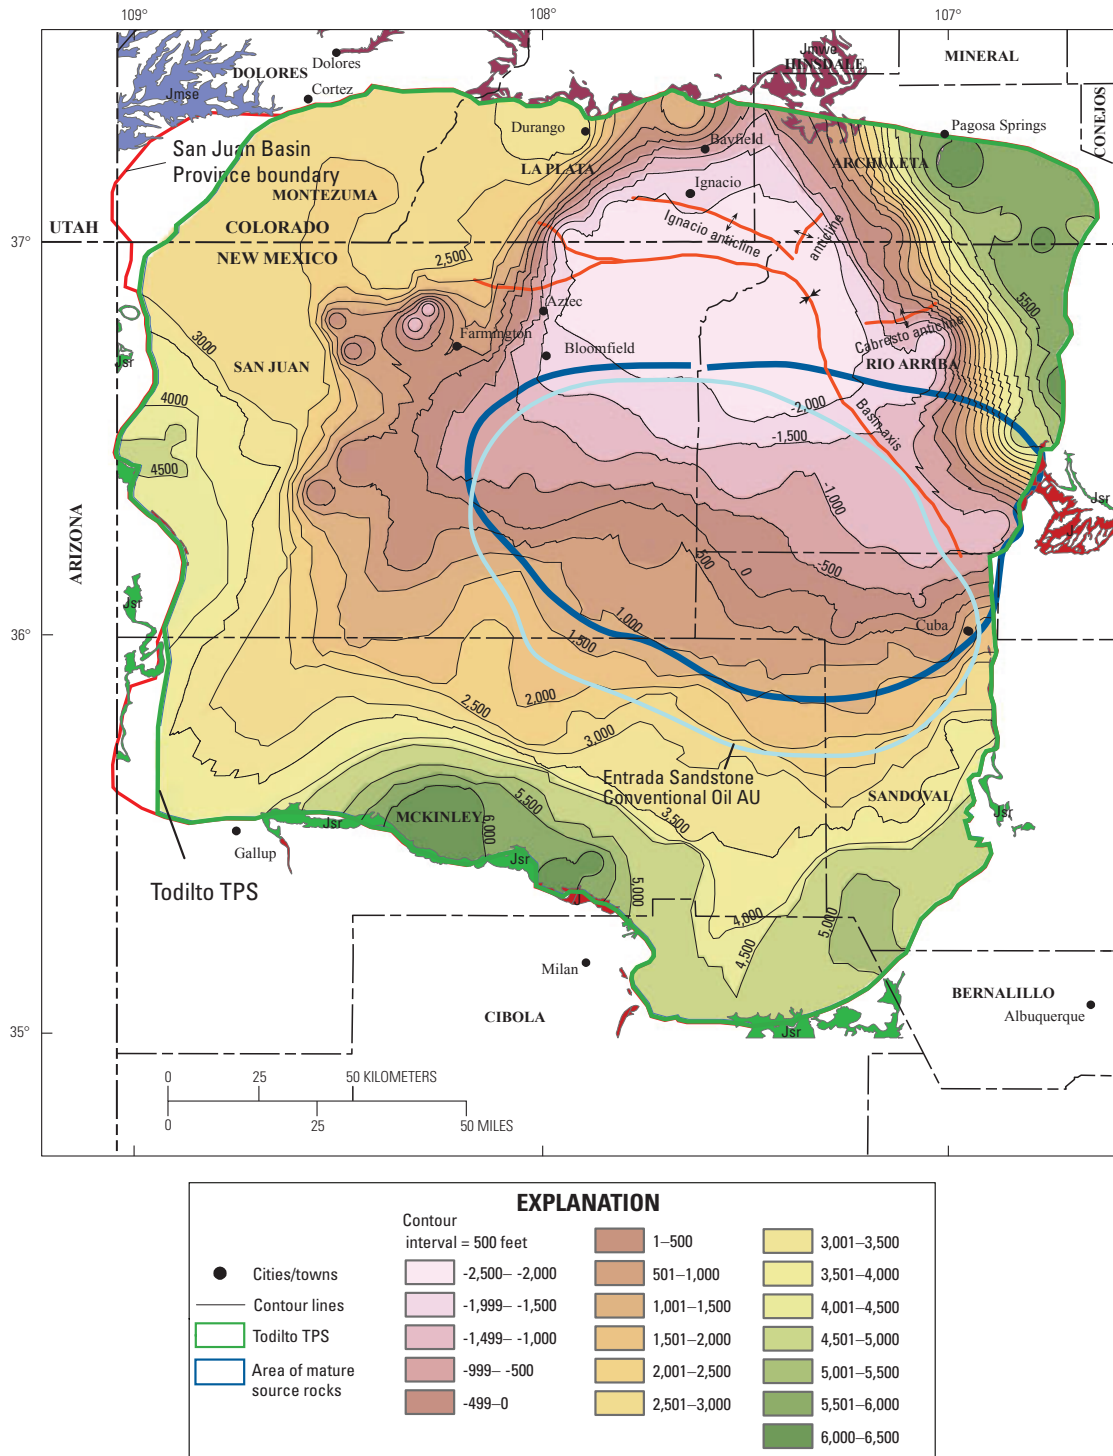 109°
108°
107°
DOLORES
Dolores
Cortez
Jmse
Jmwe
HINSDALE
MINERAL
CONEJOS
San Juan Basin
Province boundary
MONTEZUMA
Durango
LA PLATA
Bayfield
Ignacio
ARCHULETA
Pagosa Springs
UTAH
COLORADO
NEW MEXICO
37°
2,500
Ignacio anticline
anticline
5500
3000
Aztec
Farmington
Bloomfield
Cabresto anticline
RIO ARRIBA
Jsr
SAN JUAN
4000
4500
-2,000
-1,500
Basin axis
-1,000
Jsr
J
ARIZONA
500
0
-500
Jsr
1,000
36°
1,500
Cuba
2,000
2,500
3,000
Entrada Sandstone
Conventional Oil AU
SANDOVAL
Jsr
3,500
5,500
6,000
MCKINLEY
Jsr
Gallup
Jsr
J
5,000
Todilto TPS
4,000
4,500
5,000
Milan
CIBOLA
BERNALILLO
Albuquerque
35°
Jsr
0 25 50 KILOMETERS
0 25 50 MILES
EXPLANATION
Cities/towns
Contour lines
Todilto TPS
Area of mature
source rocks
Contour
interval = 500 feet
-2,500– -2,000
-1,999– -1,500
-1,499– -1,000
-999– -500
-499–0
1–500
501–1,000
1,001–1,500
1,501–2,000
2,001–2,500
2,501–3,000
3,001–3,500
3,501–4,000
4,001–4,500
4,501–5,000
5,001–5,500
5,501–6,000
6,000–6,500